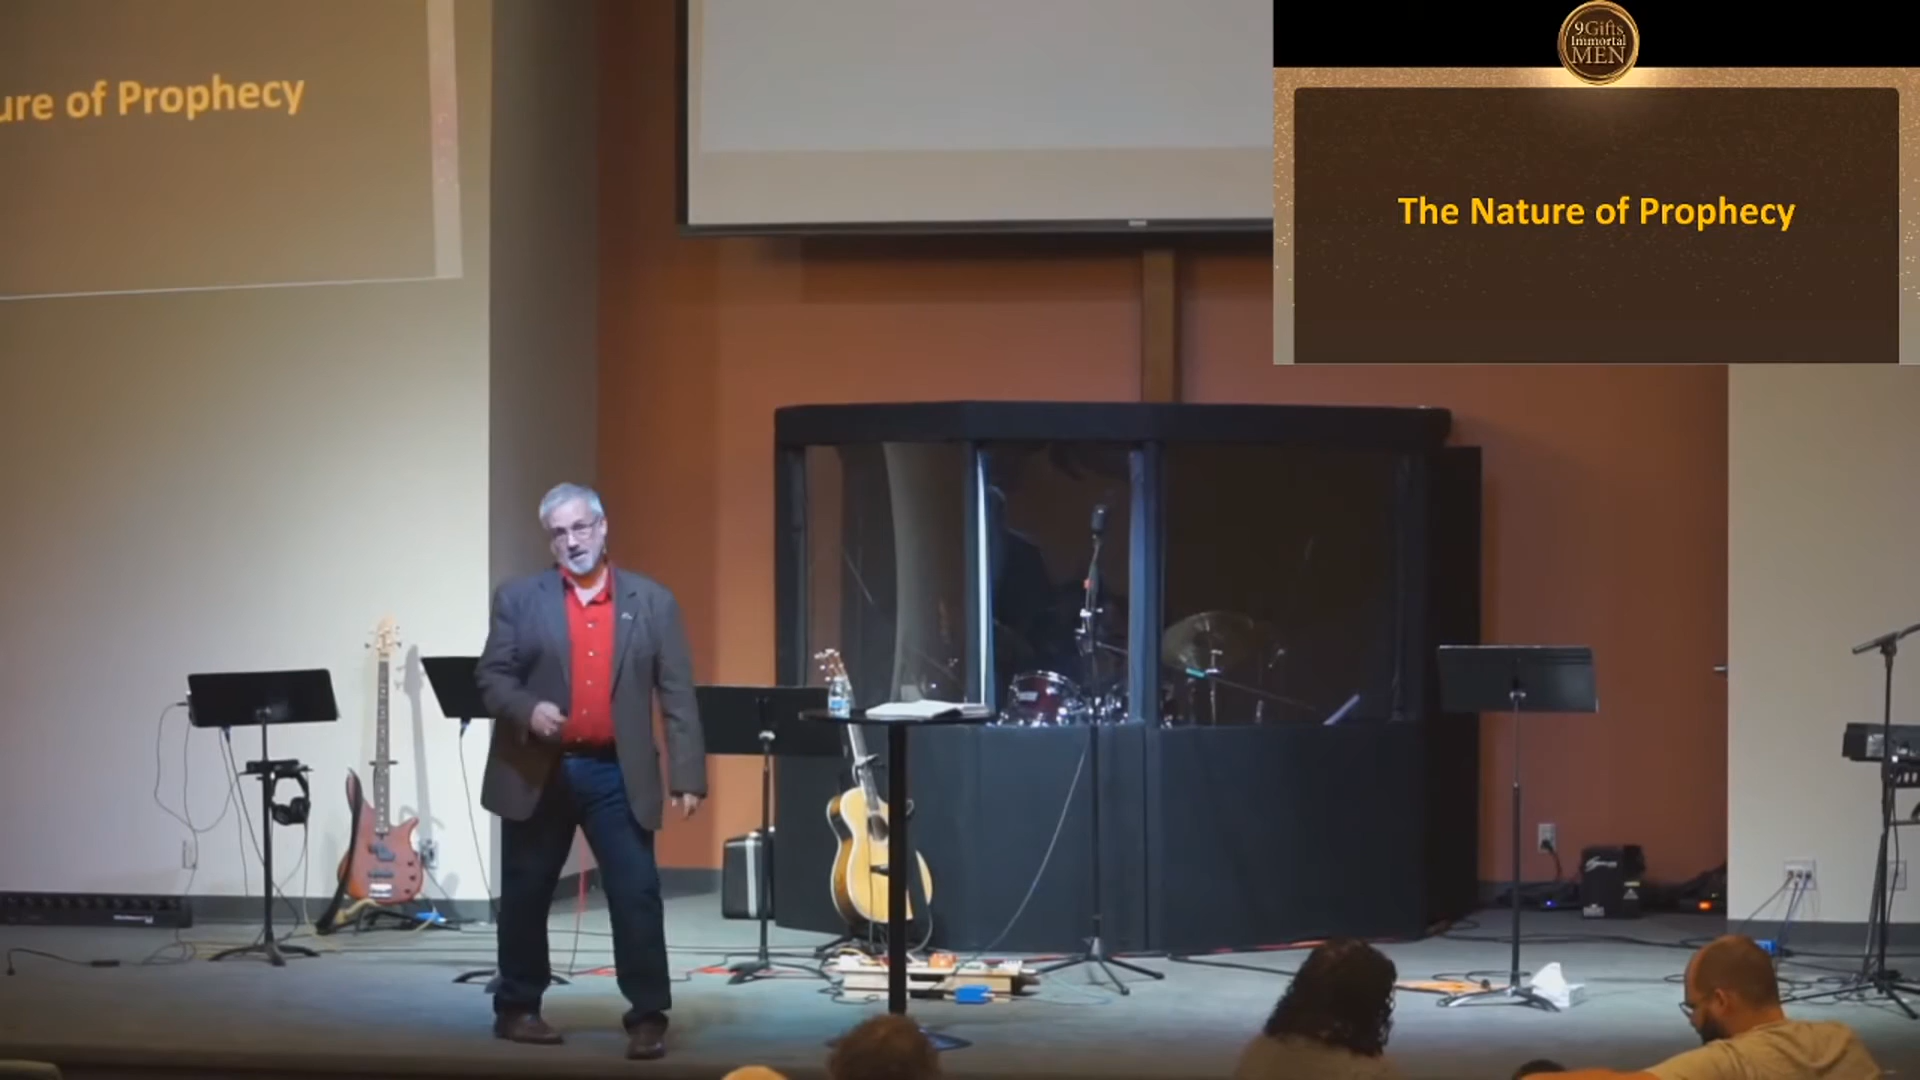 ure of Prophecy
9Gifts
Immortal
MEN
The Nature of Prophecy